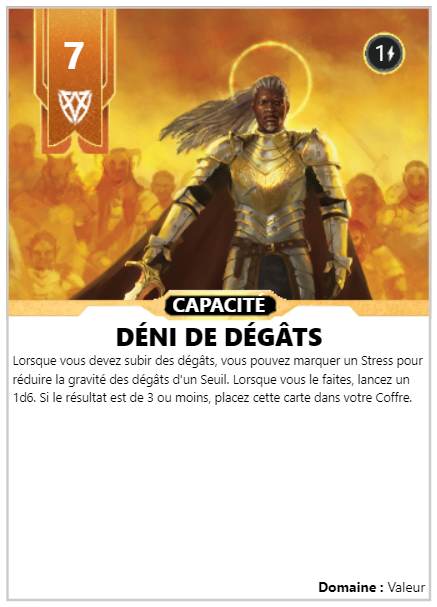 7
1
CAPACITÉ
DÉNI DE DÉGÂTS
Lorsque vous devez subir des dégâts, vous pouvez marquer un Stress pour
réduire la gravité des dégâts d'un Seuil. Lorsque vous le faites, lancez un
1d6. Si le résultat est de 3 ou moins, placez cette carte dans votre Coffre.
Domaine : Valeur